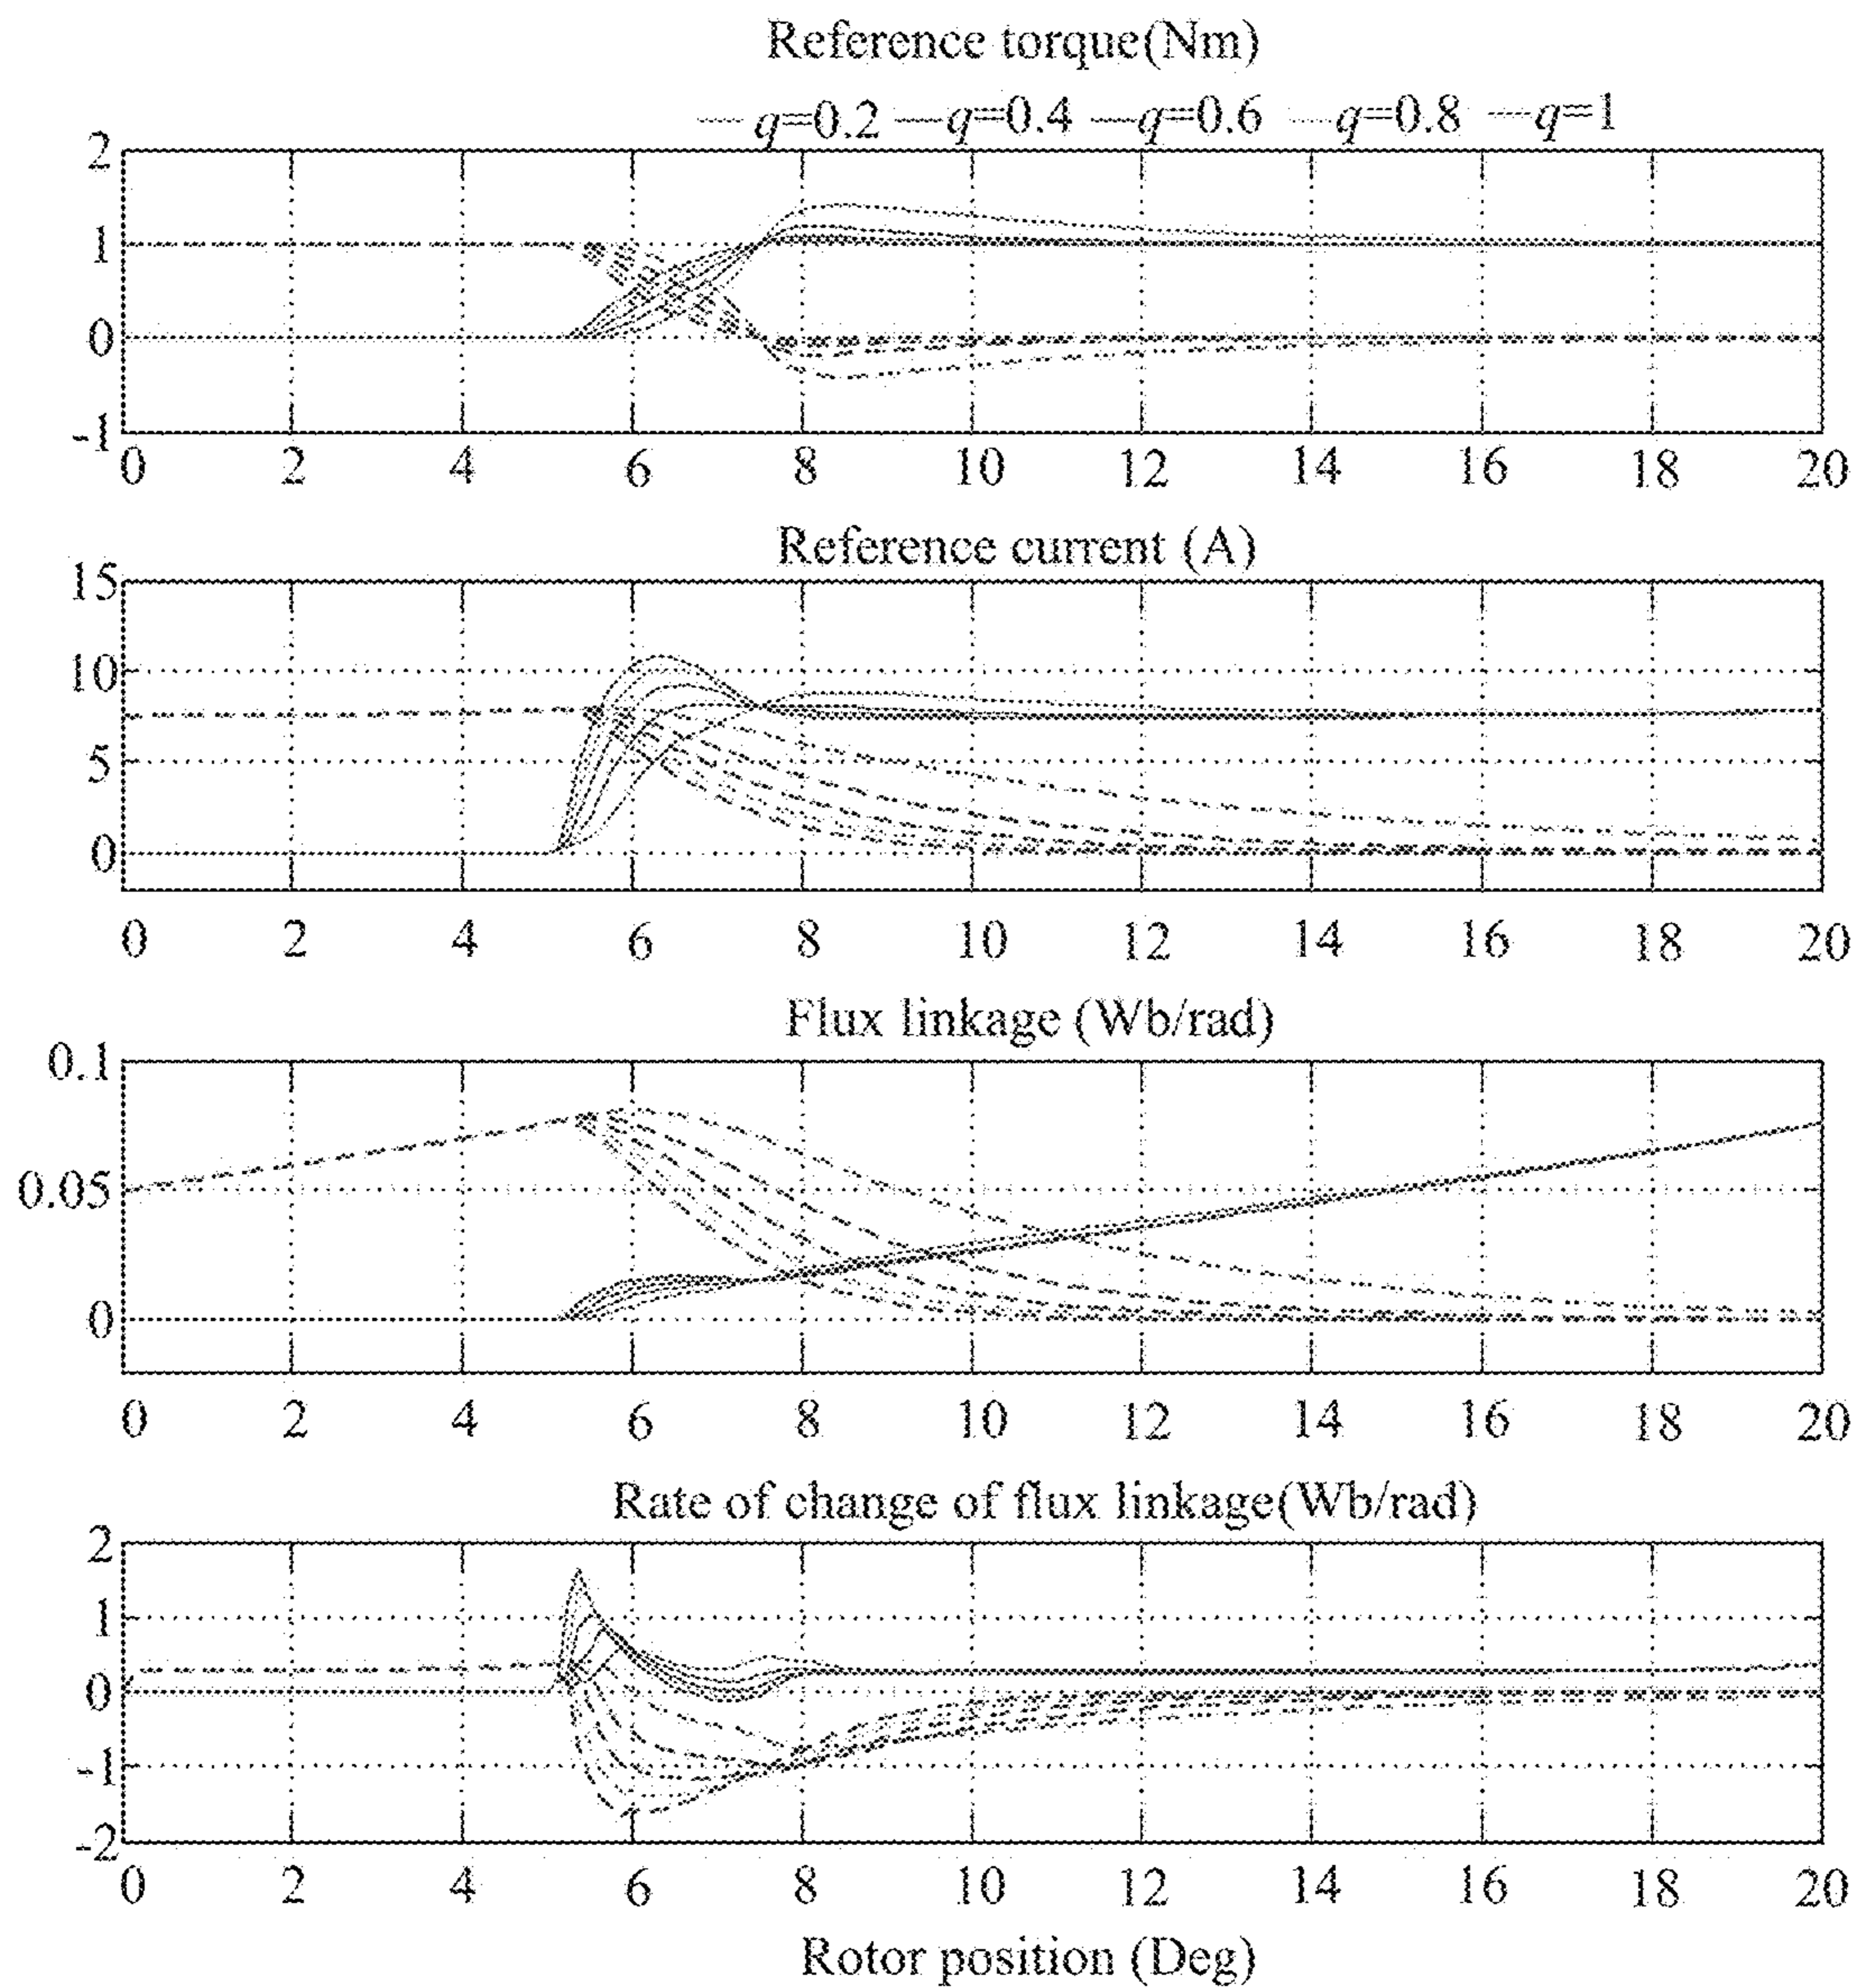 Reference torque(Nm)
q=0.2 q=0.4 q=0.6 q=0.8 q=1
2
1
0
-1
0 2 4 6 8 10 12 14 16 18 20
Reference current (A)
15
10
5
0
0 2 4 6 8 10 12 14 16 18 20
Flux linkage (Wb/rad)
0.1
0.05
0
0 2 4 6 8 10 12 14 16 18 20
Rate of change of flux linkage(Wb/rad)
2
1
0
-1
-2
0 2 4 6 8 10 12 14 16 18 20
Rotor position (Deg)